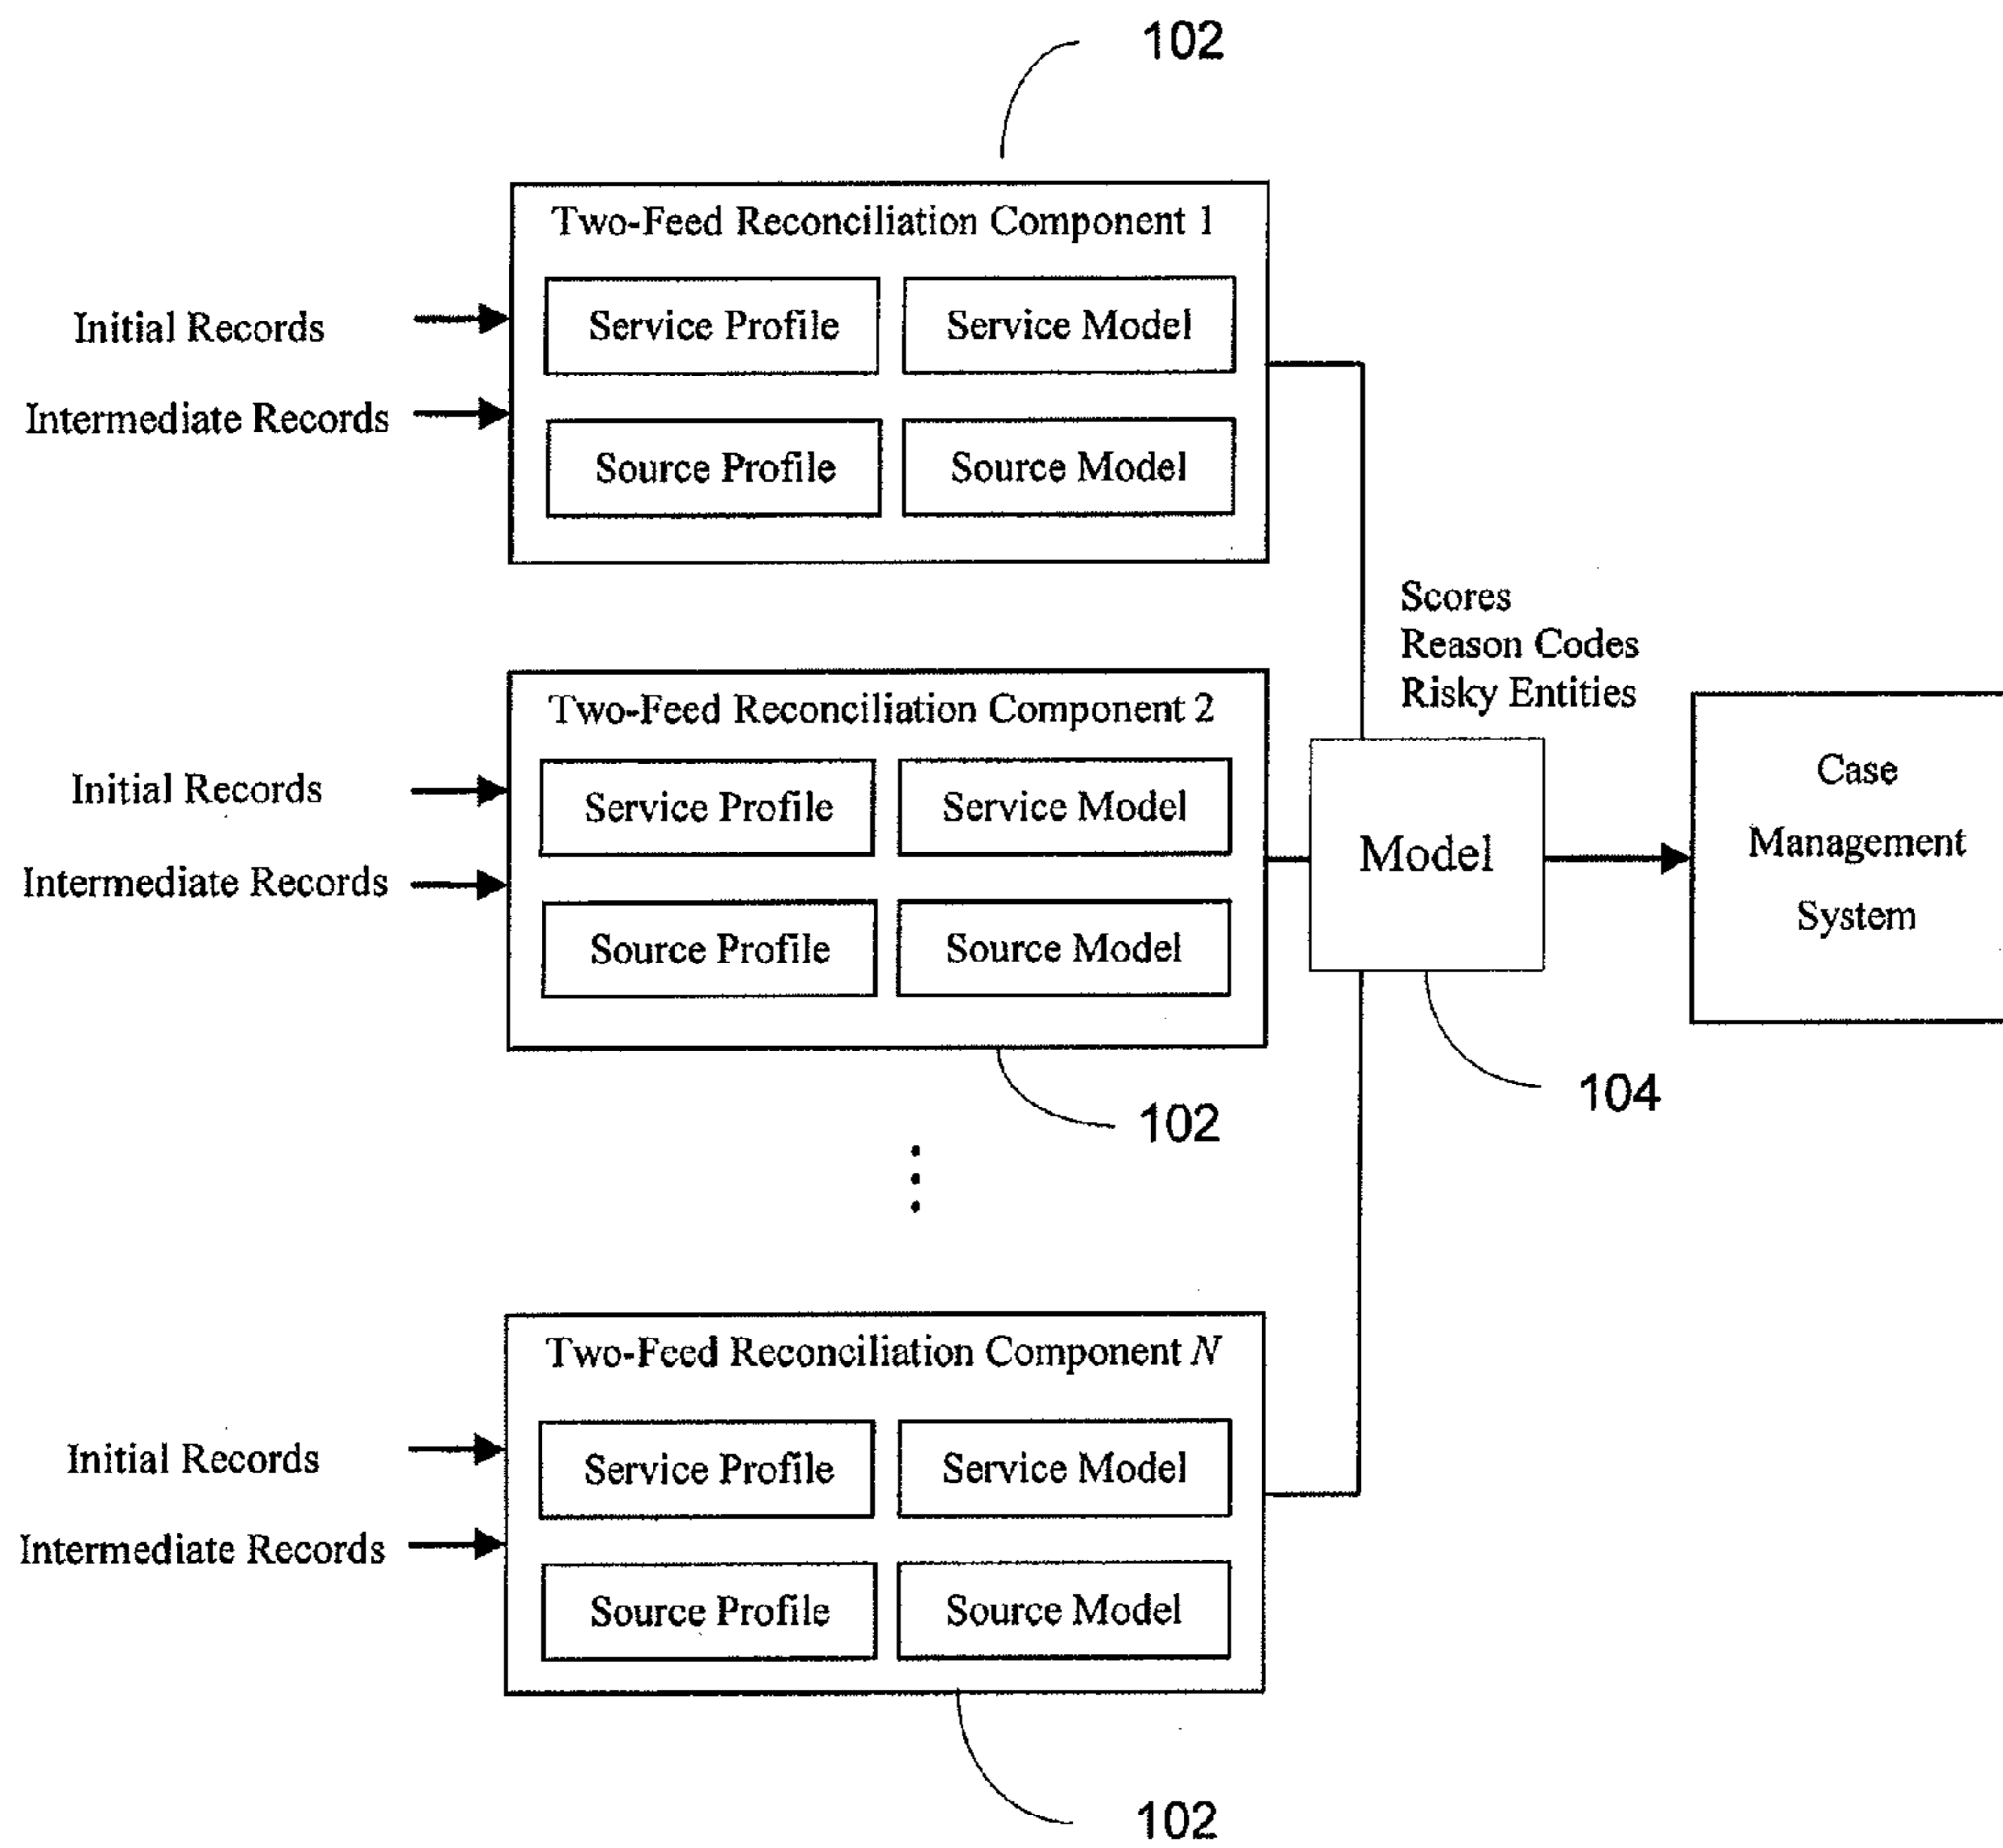 102
Two-Feed Reconciliation Component 1
Initial Records
Service Profile
Service Model
Intermediate Records
Source Profile
Source Model
Scores
Reason Codes
Risky Entities
Two-Feed Reconciliation Component 2
Initial Records
Service Profile
Service Model
Intermediate Records
Source Profile
Source Model
Model
Case
Management
System
104
102
Two-Feed Reconciliation Component N
Initial Records
Service Profile
Service Model
Intermediate Records
Source Profile
Source Model
102